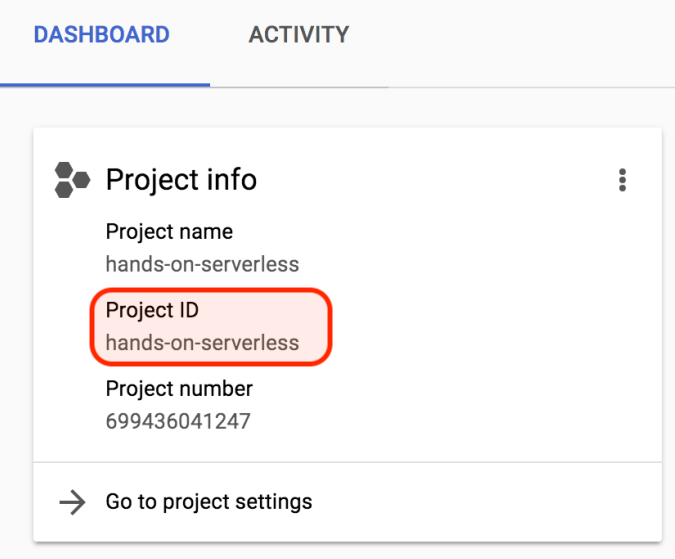 DASHBOARD ACTIVITY
Project info
Project name
hands-on-serverless
Project ID
hands-on-serverless
Project number
699436041247
Go to project settings